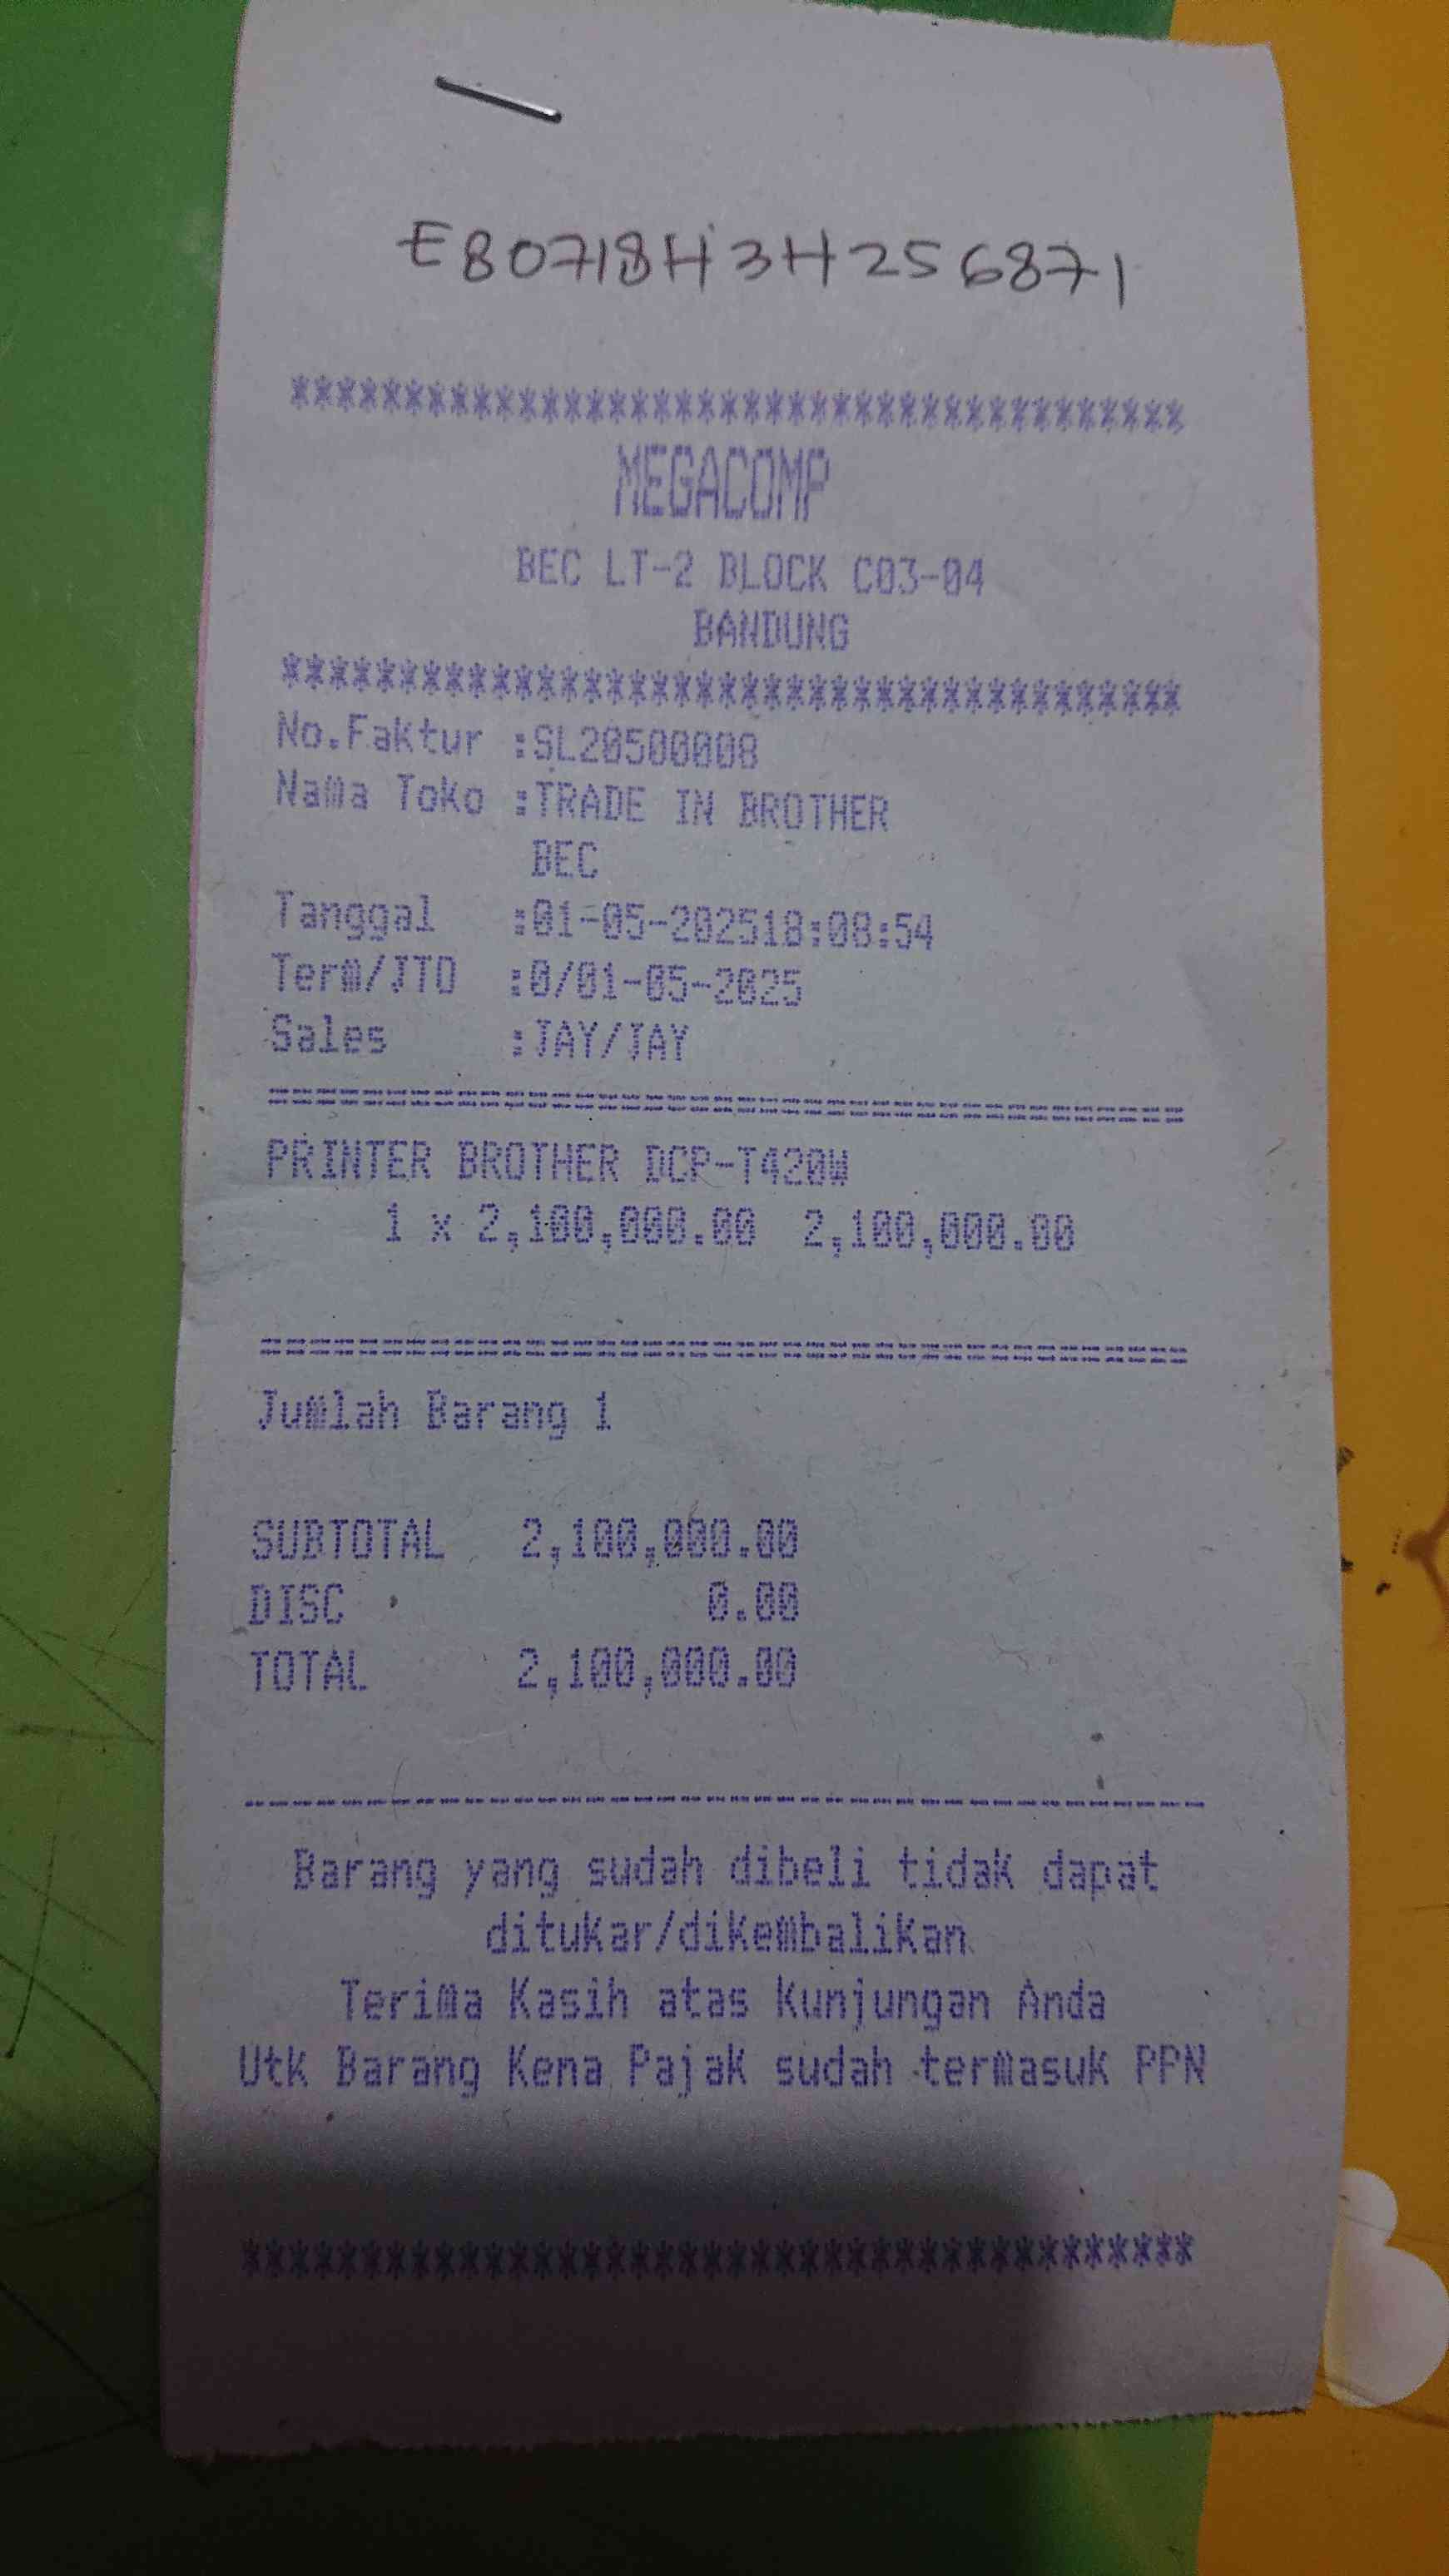 E80718H3H256871
****************************************
MEGACOMP
BEC LT-2 BLOCK C03-04
BANDUNG
****************************************
No.Faktur :SL20500008
Nama Toko :TRADE IN BROTHER
BEC
Tanggal :01-05-202518:08:54
Term/JTO :0/01-05-2025
Sales :JAY/JAY
========================================
PRINTER BROTHER DCP-T420W
1 x 2,100,000.00 2,100,000.00
========================================
Jumlah Barang 1
SUBTOTAL 2,100,000.00
DISC 0.00
TOTAL 2,100,000.00
----------------------------------------
Barang yang sudah dibeli tidak dapat
ditukar/dikembalikan
Terima Kasih atas Kunjungan Anda
Utk Barang Kena Pajak sudah termasuk PPN
****************************************